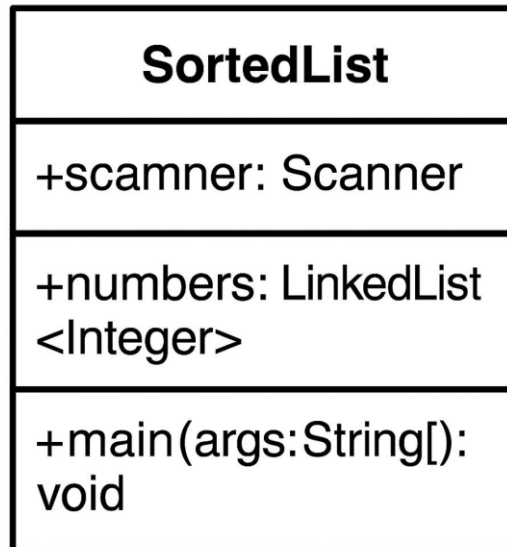 SortedList
+scamner: Scanner
+numbers: LinkedList
<Integer>
+main(args:String[):
void